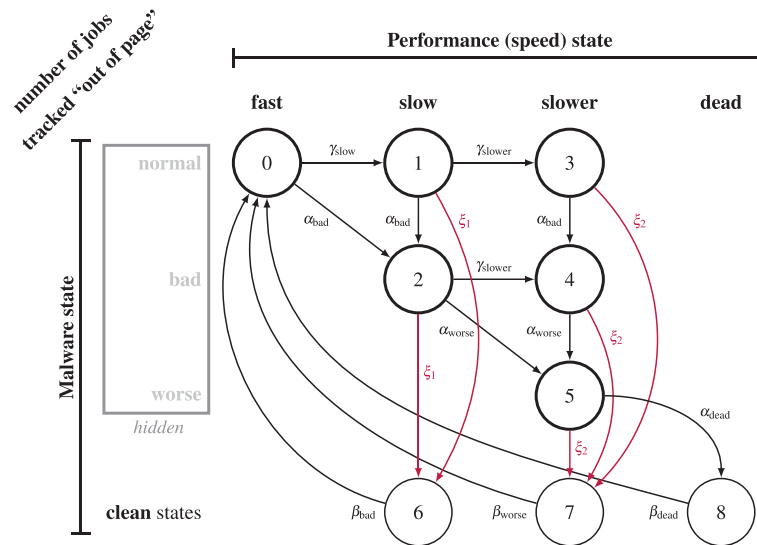 number of jobs
tracked “out of page”
Performance (speed) state
fast slow slower dead
Malware state
normal
bad
worse
hidden
clean states
0 γslow 1 γslower 3
αbad αbad ξ1 αbad ξ2
2 γslower 4
αworse αworse ξ2
ξ1
5 αdead
ξ2
βbad 6 βworse 7 βdead 8